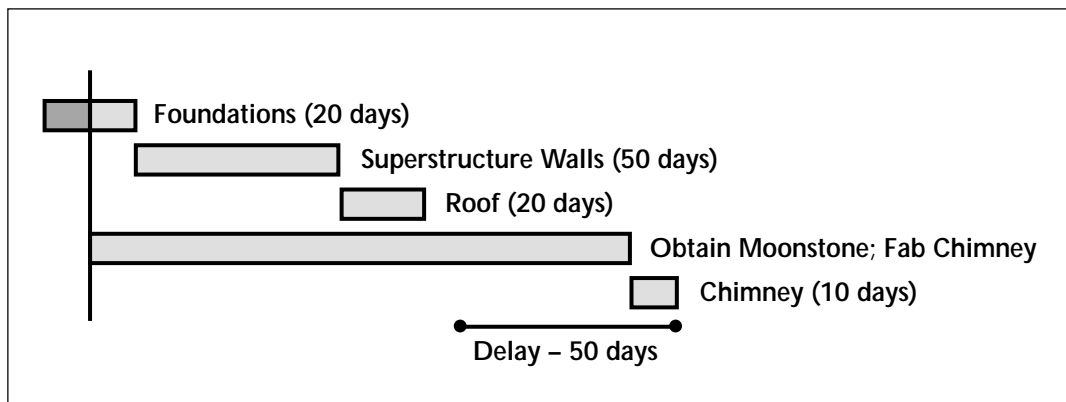 Foundations (20 days)
Superstructure Walls (50 days)
Roof (20 days)
Obtain Moonstone; Fab Chimney
Chimney (10 days)
Delay – 50 days